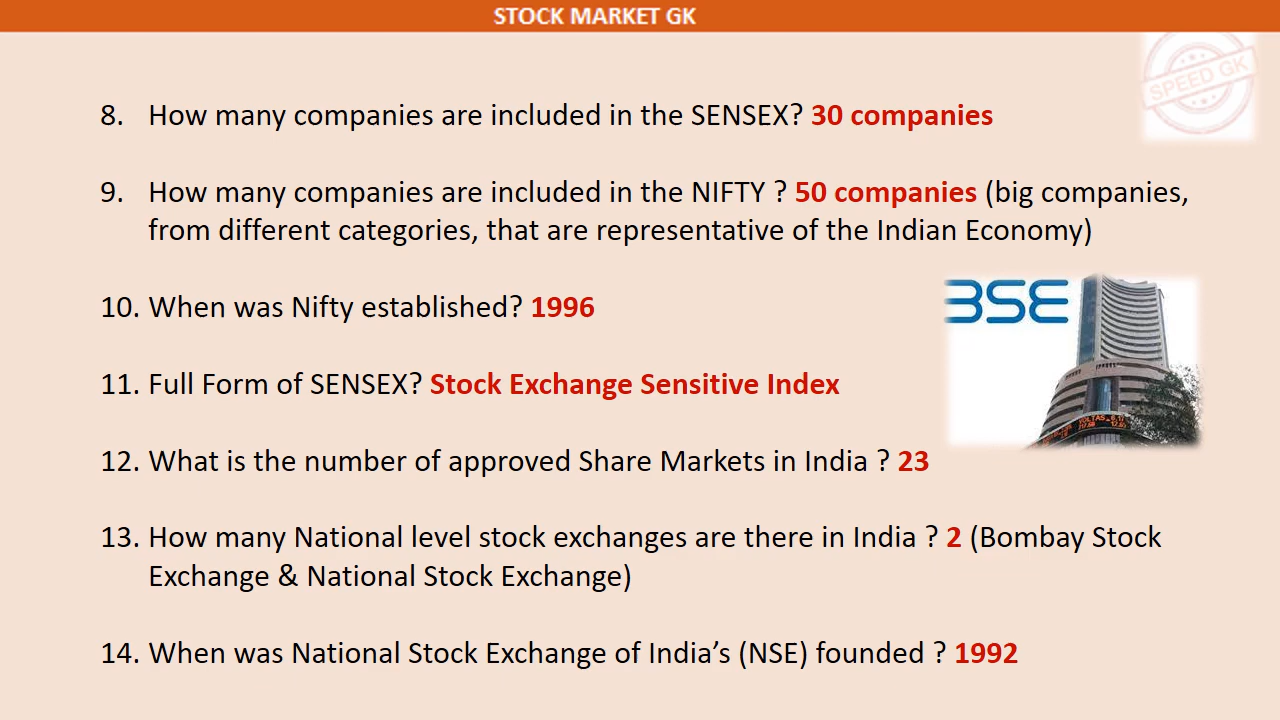 STOCK MARKET GK
SPEED GK
8. How many companies are included in the SENSEX? 30 companies
9. How many companies are included in the NIFTY ? 50 companies (big companies,
from different categories, that are representative of the Indian Economy)
10. When was Nifty established? 1996
BSE
11. Full Form of SENSEX? Stock Exchange Sensitive Index
VOLTAS
12. What is the number of approved Share Markets in India ? 23
13. How many National level stock exchanges are there in India ? 2 (Bombay Stock
Exchange & National Stock Exchange)
14. When was National Stock Exchange of India’s (NSE) founded ? 1992